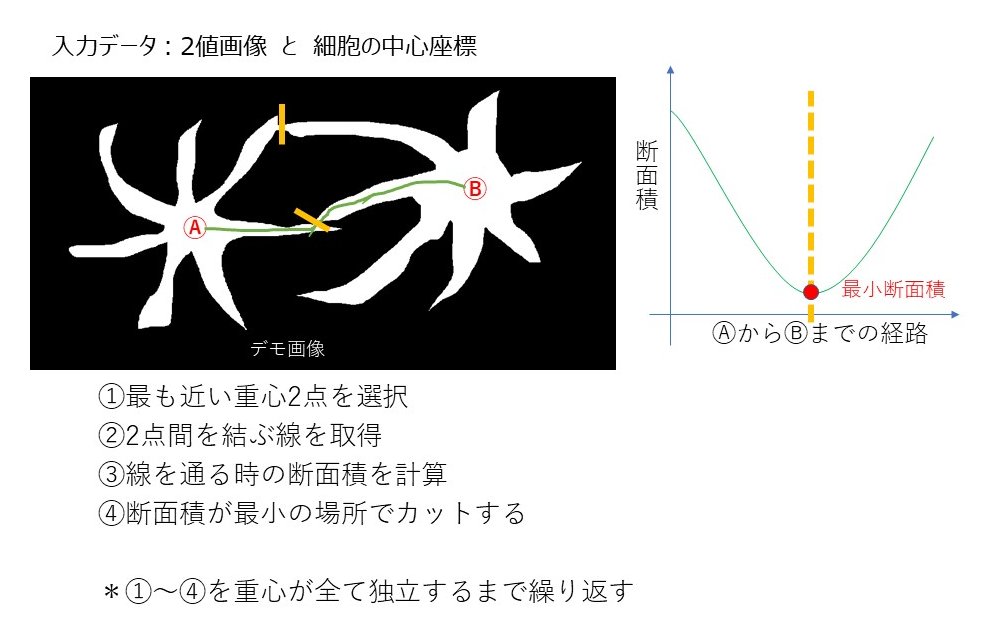 入力データ：2値画像 と 細胞の中心座標
Ⓐ
Ⓑ
デモ画像
断面積
最小断面積
ⒶからⒷまでの経路
①最も近い重心2点を選択
②2点間を結ぶ線を取得
③線を通る時の断面積を計算
④断面積が最小の場所でカットする
＊①～④を重心が全て独立するまで繰り返す